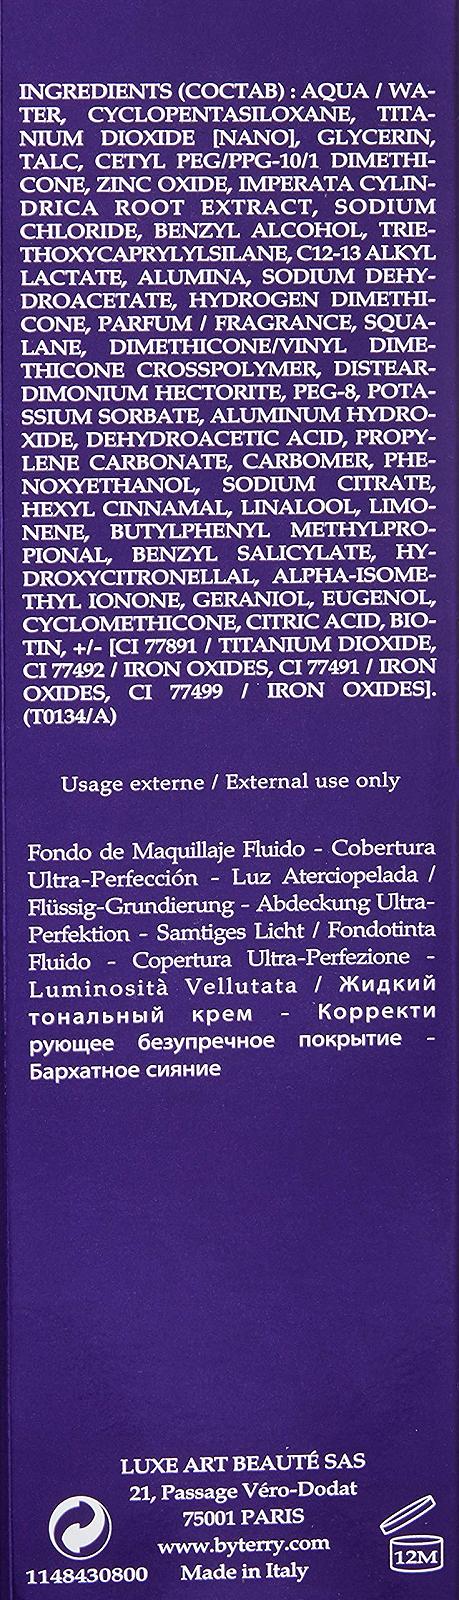 INGREDIENTS (COCTAB) : AQUA / WA-
TER, CYCLOPENTASILOXANE, TITA-
NIUM DIOXIDE [NANO], GLYCERIN,
TALC, CETYL PEG/PPG-10/1 DIMETHI-
CONE, ZINC OXIDE, IMPERATA CYLIN-
DRICA ROOT EXTRACT, SODIUM
CHLORIDE, BENZYL ALCOHOL, TRIE-
THOXYCAPRYLYLSILANE, C12-13 ALKYL
LACTATE, ALUMINA, SODIUM DEHY-
DROACETATE, HYDROGEN DIMETHI-
CONE, PARFUM / FRAGRANCE, SQUA-
LANE, DIMETHICONE/VINYL DIME-
THICONE CROSSPOLYMER, DISTEAR-
DIMONIUM HECTORITE, PEG-8, POTA-
SSIUM SORBATE, ALUMINUM HYDRO-
XIDE, DEHYDROACETIC ACID, PROPY-
LENE CARBONATE, CARBOMER, PHE-
NOXYETHANOL, SODIUM CITRATE,
HEXYL CINNAMAL, LINALOOL, LIMO-
NENE, BUTYLPHENYL METHYLPRO-
PIONAL, BENZYL SALICYLATE, HY-
DROXYCITRONELLAL, ALPHA-ISOME-
THYL IONONE, GERANIOL, EUGENOL,
CYCLOMETHICONE, CITRIC ACID, BIO-
TIN, +/- [CI 77891 / TITANIUM DIOXIDE,
CI 77492 / IRON OXIDES, CI 77491 / IRON
OXIDES, CI 77499 / IRON OXIDES].
(T0134/A)
Usage externe / External use only
Fondo de Maquillaje Fluido - Cobertura
Ultra-Perfección - Luz Aterciopelada /
Flüssig-Grundierung - Abdeckung Ultra-
Perfektion - Samtiges Licht / Fondotinta
Fluido - Copertura Ultra-Perfezione -
Luminosità Vellutata / Жидкий
тональный крем - Корректи
рующее безупречное покрытие -
Бархатное сияние
LUXE ART BEAUTÉ SAS
21, Passage Véro-Dodat
75001 PARIS
www.byterry.com
12M
1148430800 Made in Italy